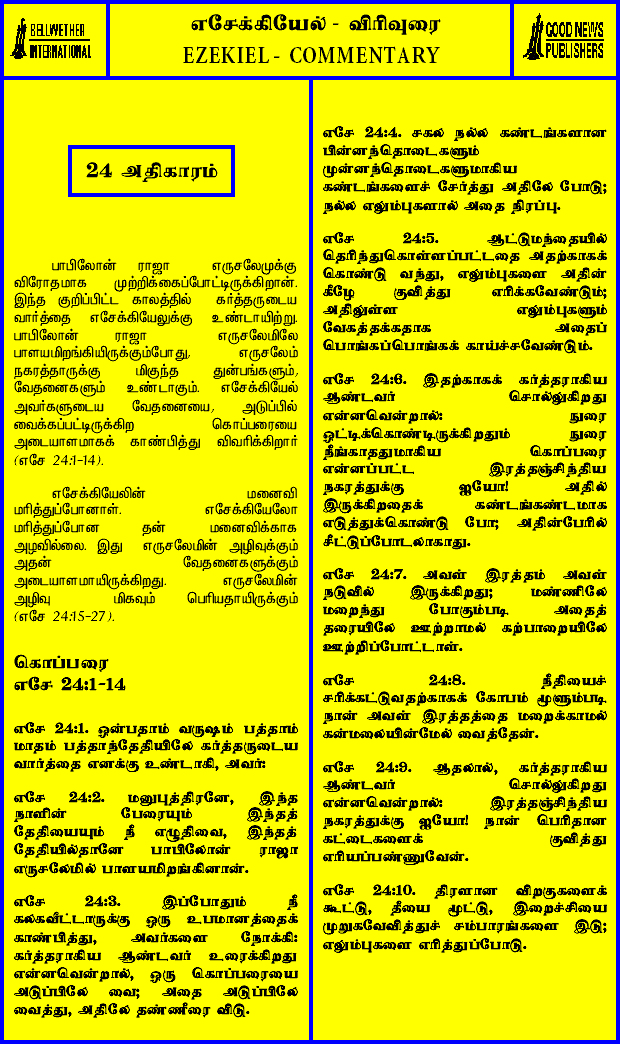 BELLWETHER
INTERNATIONAL
எசேக்கியேல் - விரிவுரை
EZEKIEL - COMMENTARY
GOOD NEWS
PUBLISHERS
24 அதிகாரம்
பாபிலோன் ராஜா எருசலேமுக்கு
விரோதமாக முற்றிக்கைப்போட்டிருக்கிறான்.
இந்த குறிப்பிட்ட காலத்தில் கர்த்தருடைய
வார்த்தை எசேக்கியேலுக்கு உண்டாயிற்று.
பாபிலோன் ராஜா எருசலேமிலே
பாளயமிறங்கியிருக்கும்போது, எருசலேம்
நகரத்தாருக்கு மிகுந்த துன்பங்களும்,
வேதனைகளும் உண்டாகும். எசேக்கியேல்
அவர்களுடைய வேதனையை, அடுப்பில்
வைக்கப்பட்டிருக்கிற கொப்பரையை
அடையாளமாகக் காண்பித்து விவரிக்கிறார்
(எசே 24:1-14).
எசேக்கியேலின் மனைவி
மரித்துப்போனாள். எசேக்கியேலோ
மரித்துப்போன தன் மனைவிக்காக
அழவில்லை. இது எருசலேமின் அழிவுக்கும்
அதன் வேதனைகளுக்கும்
அடையாளமாயிருக்கிறது. எருசலேமின்
அழிவு மிகவும் பெரியதாயிருக்கும்
(எசே 24:15-27).
கொப்பரை
எசே 24:1-14
எசே 24:1. ஒன்பதாம் வருஷம் பத்தாம்
மாதம் பத்தாந்தேதியிலே கர்த்தருடைய
வார்த்தை எனக்கு உண்டாகி, அவர்:
எசே 24:2. மனுபுத்திரனே, இந்த
நாளின் பேரையும் இந்தத்
தேதியையும் நீ எழுதிவை, இந்தத்
தேதியில்தானே பாபிலோன் ராஜா
எருசலேமில் பாளயமிறங்கினான்.
எசே 24:3. இப்போதும் நீ
கலகவீட்டாருக்கு ஒரு உபமானத்தைக்
காண்பித்து, அவர்களை நோக்கி:
கர்த்தராகிய ஆண்டவர் உரைக்கிறது
என்னவென்றால், ஒரு கொப்பரையை
அடுப்பிலே வை; அதை அடுப்பிலே
வைத்து, அதிலே தண்ணீரை விடு.
எசே 24:4. சகல நல்ல கண்டங்களான
பின்னந்தொடைகளும்
முன்னந்தொடைகளுமாகிய
கண்டங்களைச் சேர்த்து அதிலே போடு;
நல்ல எலும்புகளால் அதை நிரப்பு.
எசே 24:5. ஆட்டுமந்தையில்
தெரிந்துகொள்ளப்பட்டதை அதற்காகக்
கொண்டு வந்து, எலும்புகளை அதின்
கீழே குவித்து எரிக்கவேண்டும்;
அதிலுள்ள எலும்புகளும்
வேகத்தக்கதாக அதைப்
பொங்கப்பொங்கக் காய்ச்சவேண்டும்.
எசே 24:6. இதற்காகக் கர்த்தராகிய
ஆண்டவர் சொல்லுகிறது
என்னவென்றால்: நுரை
ஒட்டிக்கொண்டிருக்கிறதும் நுரை
நீங்காததுமாகிய கொப்பரை
என்னப்பட்ட இரத்தஞ்சிந்திய
நகரத்துக்கு ஐயோ! அதில்
இருக்கிறதைக் கண்டங்கண்டமாக
எடுத்துக்கொண்டு போ; அதின்பேரில்
சீட்டுப்போடலாகாது.
எசே 24:7. அவள் இரத்தம் அவள்
நடுவில் இருக்கிறது; மண்ணிலே
மறைந்து போகும்படி அதைத்
தரையிலே ஊற்றாமல் கற்பாறையிலே
ஊற்றிப்போட்டாள்.
எசே 24:8. நீதியைச்
சரிக்கட்டுவதற்காகக் கோபம் மூளும்படி
நான் அவள் இரத்தத்தை மறைக்காமல்
கன்மலையின்மேல் வைத்தேன்.
எசே 24:9. ஆதலால், கர்த்தராகிய
ஆண்டவர் சொல்லுகிறது
என்னவென்றால்: இரத்தஞ்சிந்திய
நகரத்துக்கு ஐயோ! நான் பெரிதான
கட்டைகளைக் குவித்து
எரியப்பண்ணுவேன்.
எசே 24:10. திரளான விறகுகளைக்
கூட்டு, தீயை மூட்டு, இறைச்சியை
முறுகவேவித்துச் சம்பாரங்களை இடு;
எலும்புகளை எரித்துப்போடு.